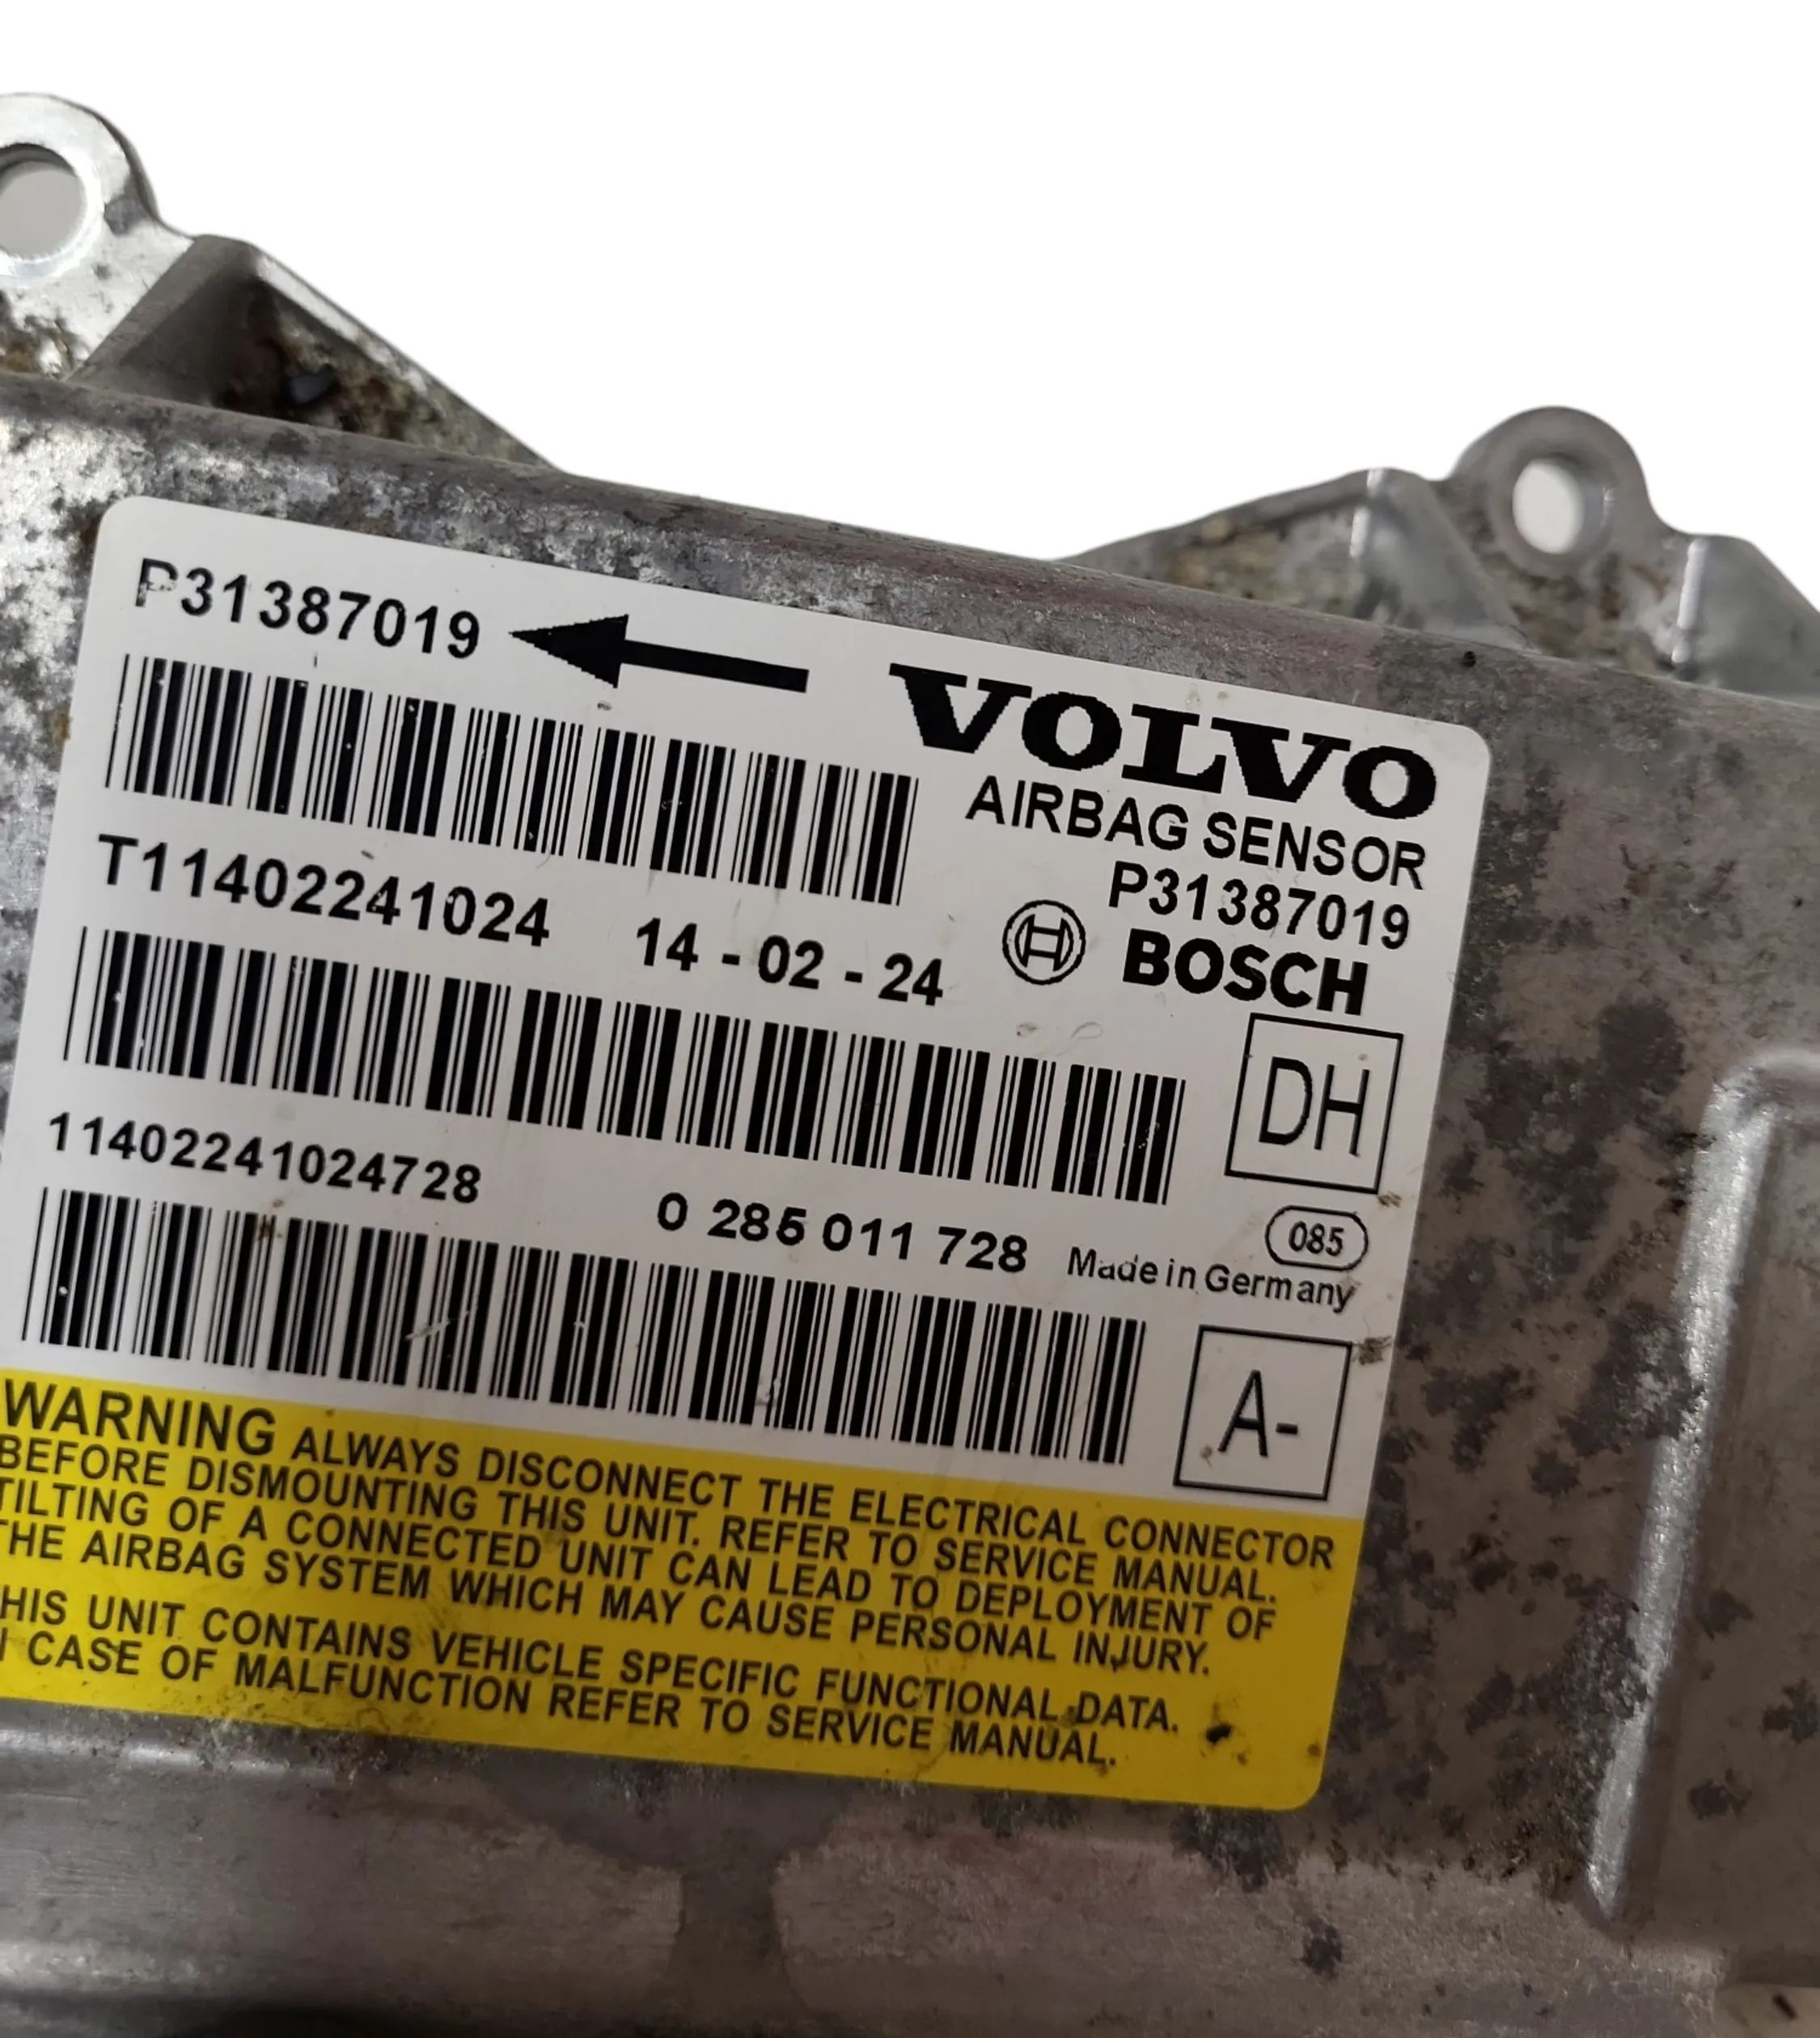 P31387019
VOLVO
AIRBAG SENSOR
P31387019
BOSCH
T11402241024 14 - 02 - 24
DH
11402241024728
0 285 011 728
085
Made in Germany
A-
WARNING ALWAYS DISCONNECT THE ELECTRICAL CONNECTOR
BEFORE DISMOUNTING THIS UNIT. REFER TO SERVICE MANUAL.
TILTING OF A CONNECTED UNIT CAN LEAD TO DEPLOYMENT OF
THE AIRBAG SYSTEM WHICH MAY CAUSE PERSONAL INJURY.
HIS UNIT CONTAINS VEHICLE SPECIFIC FUNCTIONAL DATA.
CASE OF MALFUNCTION REFER TO SERVICE MANUAL.